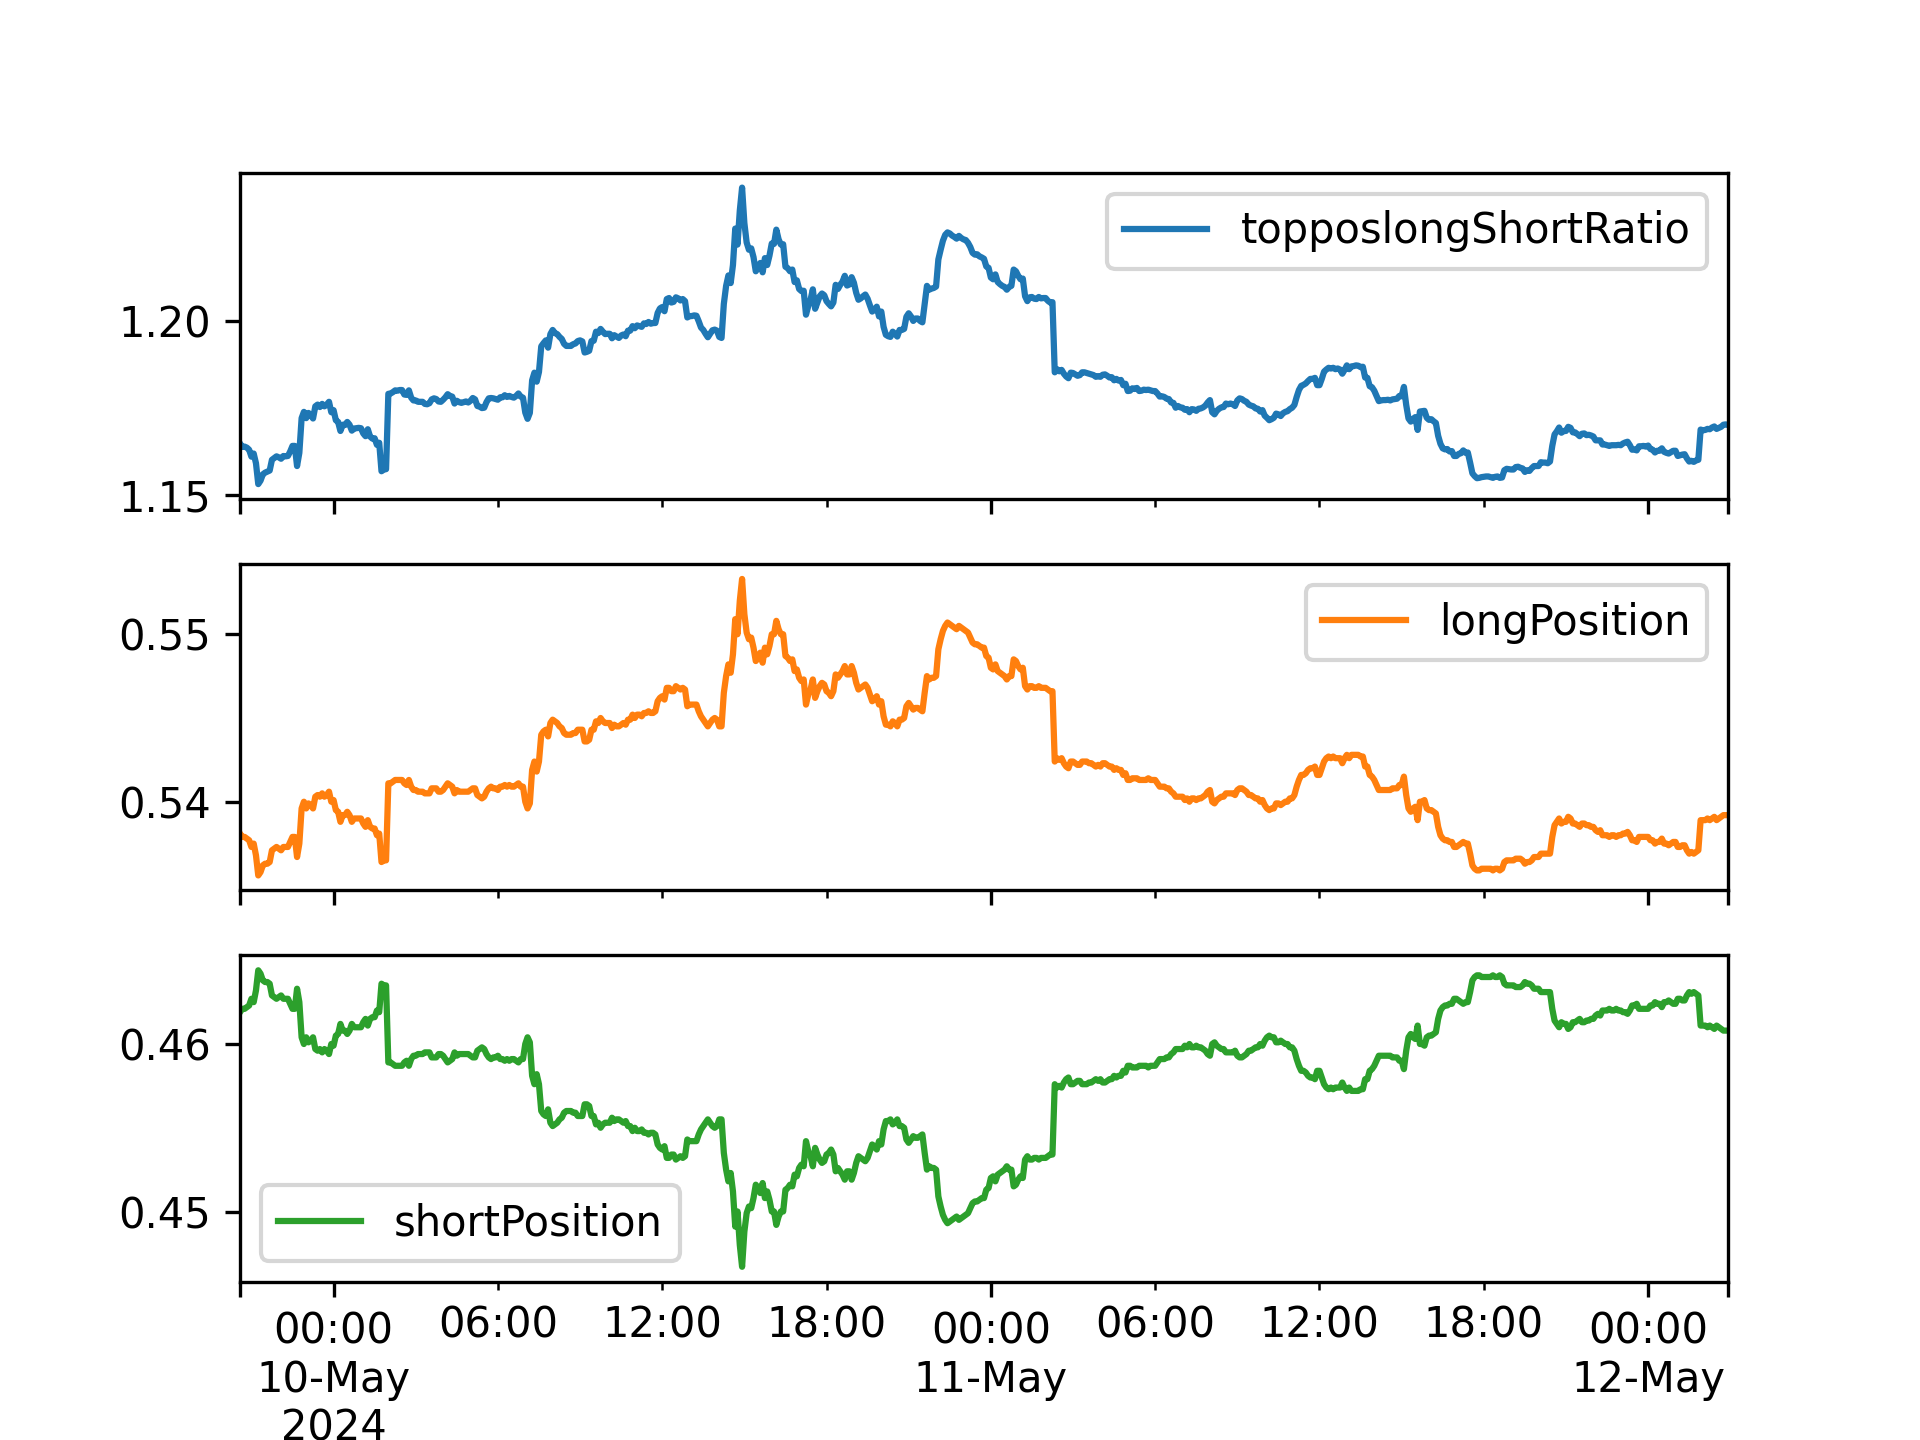 topposlongShortRatio
1.20
1.15
longPosition
0.55
0.54
0.46
0.45
shortPosition
00:00 06:00 12:00 18:00 00:00 06:00 12:00 18:00 00:00
10-May 11-May 12-May
2024